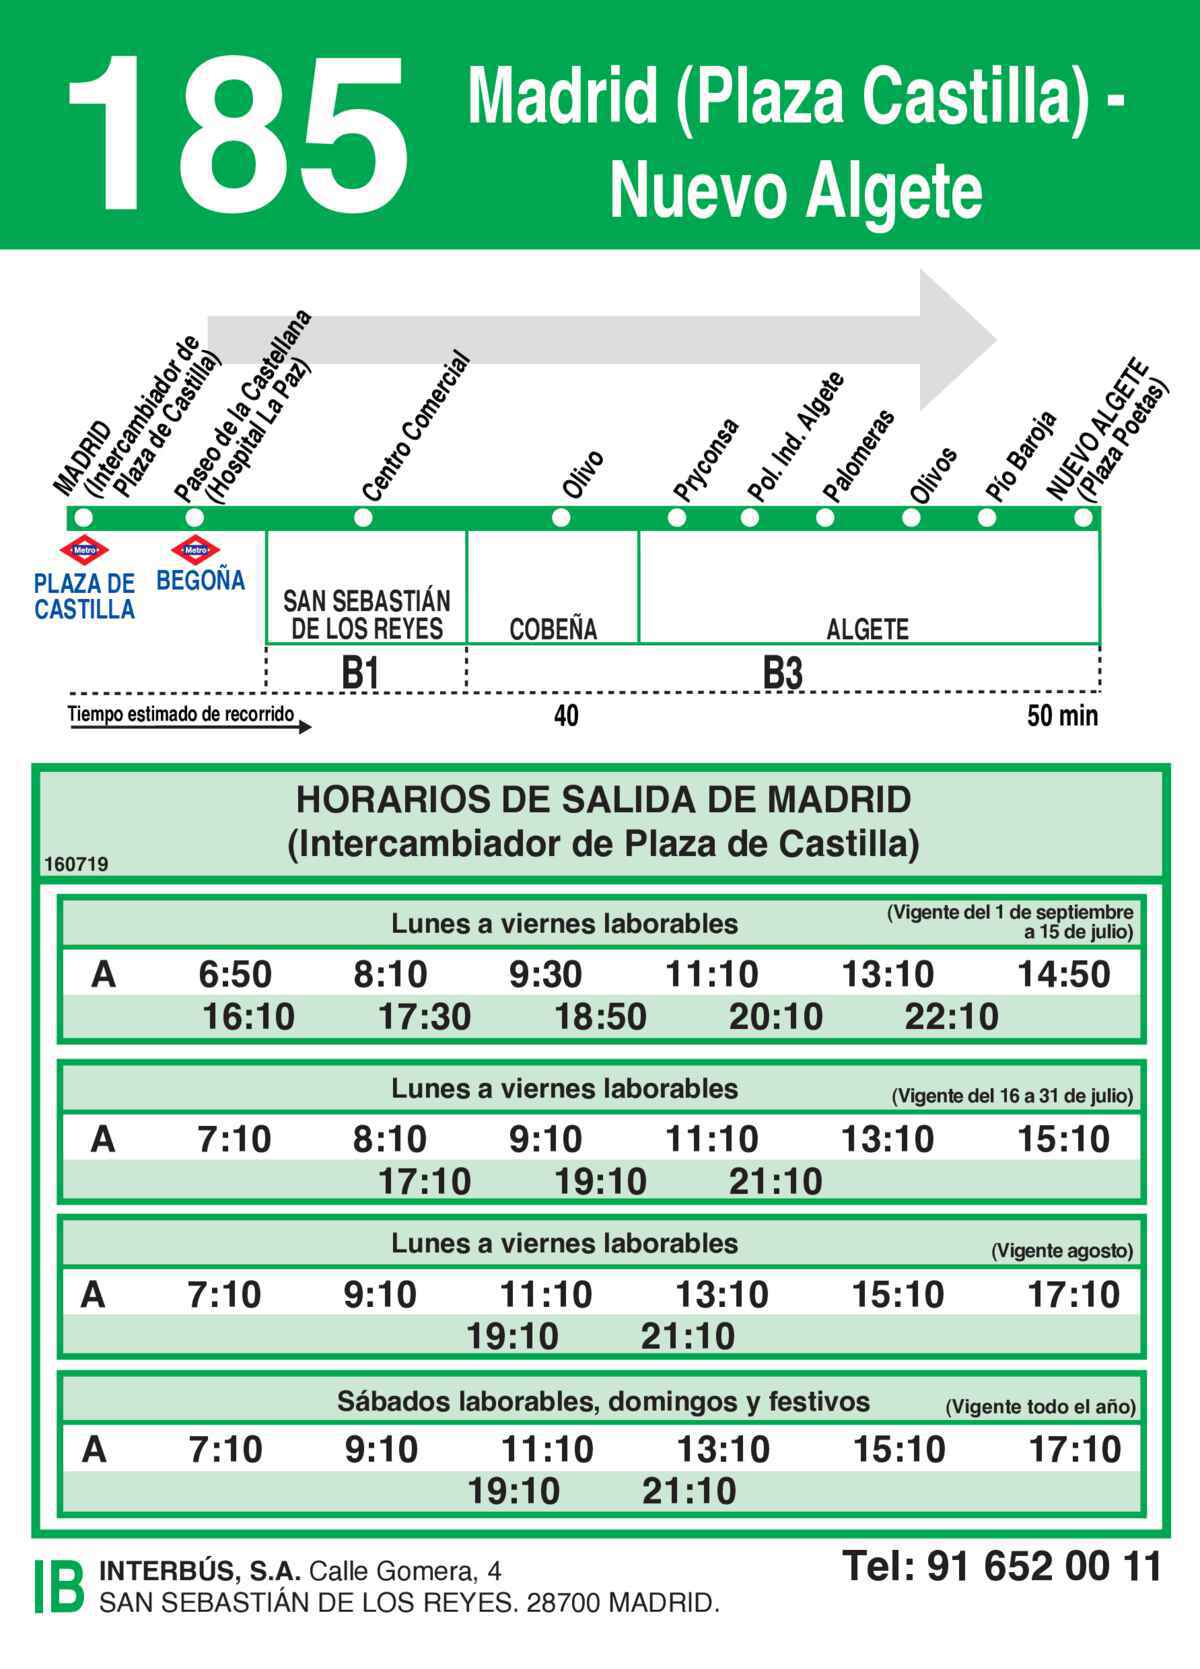 185
Madrid (Plaza Castilla) -
Nuevo Algete
MADRID
(Intercambiador de
Plaza de Castilla)
Paseo de la Castellana
(Hospital La Paz)
Centro Comercial
Olivo
Pryconsa
Pol. Ind. Algete
Palomeras
Olivos
Pío Baroja
NUEVO ALGETE
(Plaza Poetas)
Metro
PLAZA DE
CASTILLA
Metro
BEGOÑA
SAN SEBASTIÁN
DE LOS REYES
COBEÑA
ALGETE
B1
B3
Tiempo estimado de recorrido
40
50 min
HORARIOS DE SALIDA DE MADRID
(Intercambiador de Plaza de Castilla)
160719
Lunes a viernes laborables
(Vigente del 1 de septiembre
a 15 de julio)
A 6:50 8:10 9:30 11:10 13:10 14:50
16:10 17:30 18:50 20:10 22:10
Lunes a viernes laborables
(Vigente del 16 a 31 de julio)
A 7:10 8:10 9:10 11:10 13:10 15:10
17:10 19:10 21:10
Lunes a viernes laborables
(Vigente agosto)
A 7:10 9:10 11:10 13:10 15:10 17:10
19:10 21:10
Sábados laborables, domingos y festivos
(Vigente todo el año)
A 7:10 9:10 11:10 13:10 15:10 17:10
19:10 21:10
IB
INTERBÚS, S.A. Calle Gomera, 4
SAN SEBASTIÁN DE LOS REYES. 28700 MADRID.
Tel: 91 652 00 11